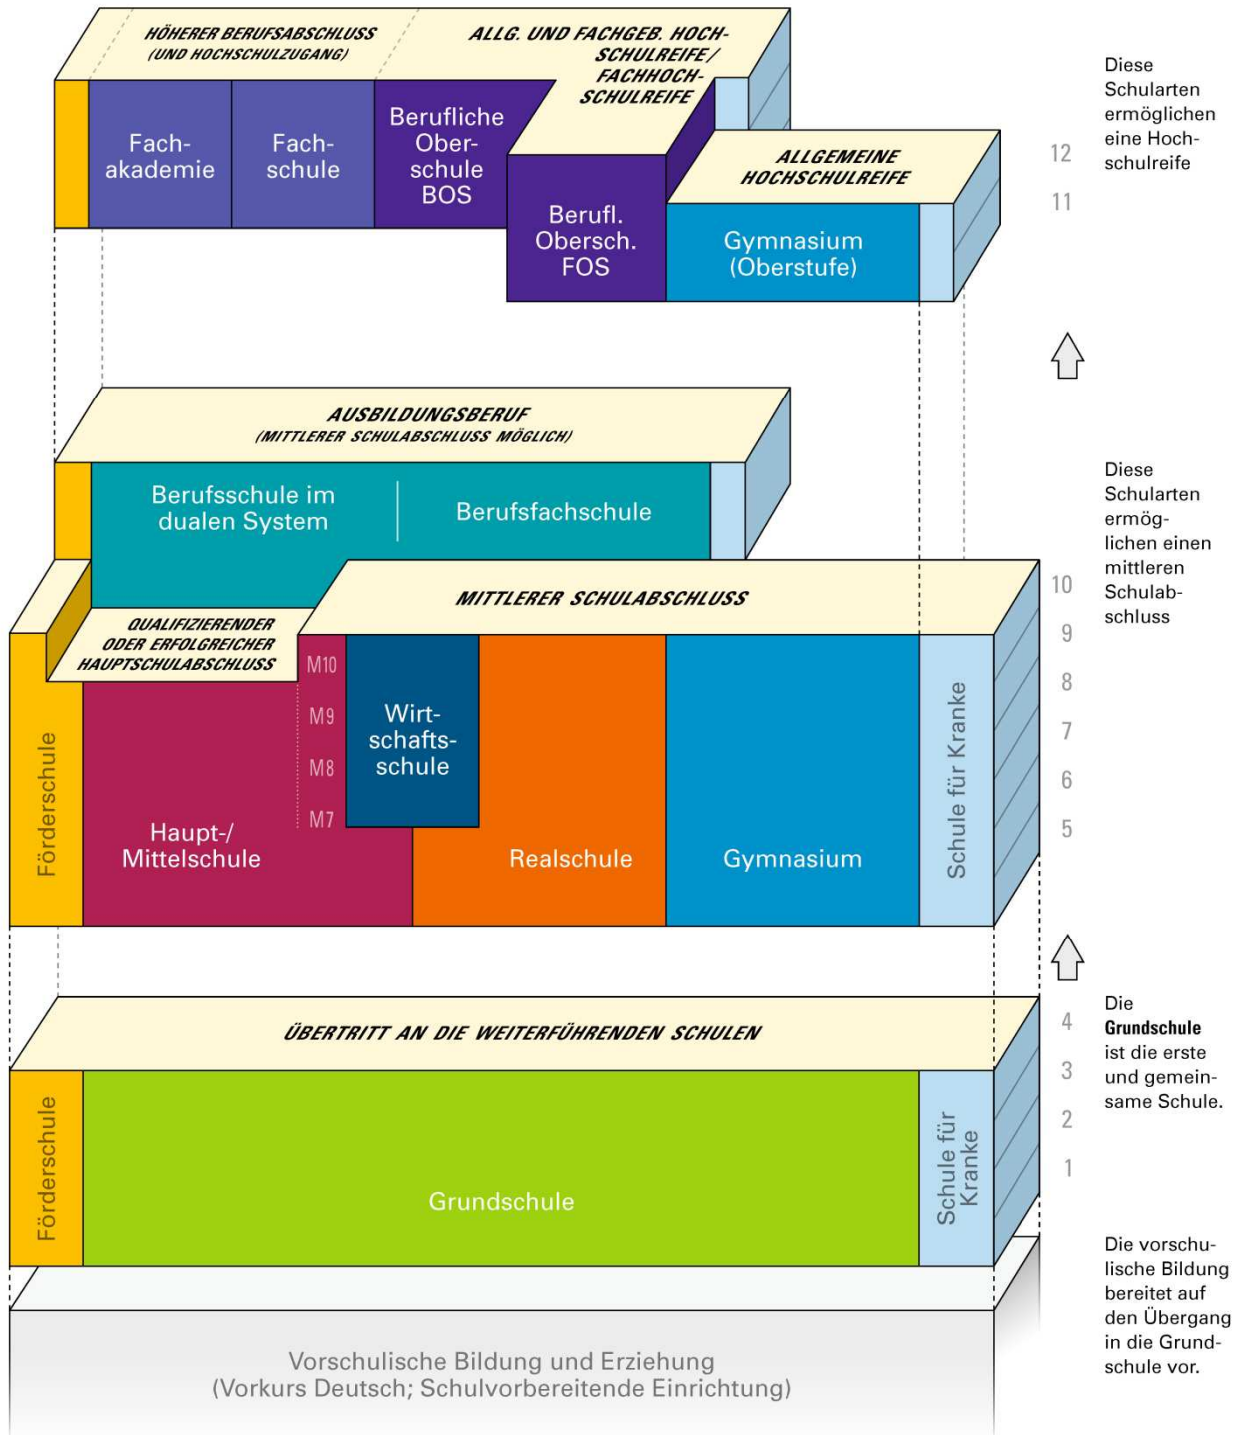 HÖHERER BERUFSABSCHLUSS
(UND HOCHSCHULZUGANG)
ALLG. UND FACHGEB. HOCH-
SCHULREIFE/
FACHHOCH-
SCHULREIFE
Fach-
akademie
Fach-
schule
Berufliche
Ober-
schule
BOS
Berufl.
Obersch.
FOS
ALLGEMEINE
HOCHSCHULREIFE
Gymnasium
(Oberstufe)
12
11
Diese
Schularten
ermöglichen
eine Hoch-
schulreife
AUSBILDUNGSBERUF
(MITTLERER SCHULABSCHLUSS MÖGLICH)
Berufsschule im
dualen System
Berufsfachschule
QUALIFIZIERENDER
ODER ERFOLGREICHER
HAUPTSCHULABSCHLUSS
MITTLERER SCHULABSCHLUSS
Förderschule
Haupt-/
Mittelschule
M10
M9
M8
M7
Wirt-
schafts-
schule
Realschule
Gymnasium
Schule für Kranke
10
9
8
7
6
5
Diese
Schularten
ermög-
lichen einen
mittleren
Schulab-
schluss
ÜBERTRITT AN DIE WEITERFÜHRENDEN SCHULEN
Förderschule
Grundschule
Schule für
Kranke
4
3
2
1
Die
Grundschule
ist die erste
und gemein-
same Schule.
Vorschulische Bildung und Erziehung
(Vorkurs Deutsch; Schulvorbereitende Einrichtung)
Die vorschu-
lische Bildung
bereitet auf
den Übergang
in die Grund-
schule vor.